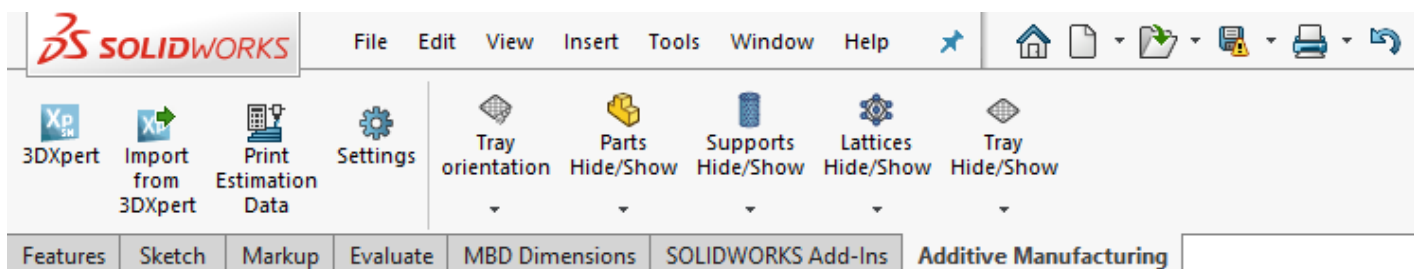 SOLIDWORKS File Edit View Insert Tools Window Help
3DXpert Import from 3DXpert Print Estimation Data Settings Tray orientation Parts Hide/Show Supports Hide/Show Lattices Hide/Show Tray Hide/Show
Features Sketch Markup Evaluate MBD Dimensions SOLIDWORKS Add-Ins Additive Manufacturing